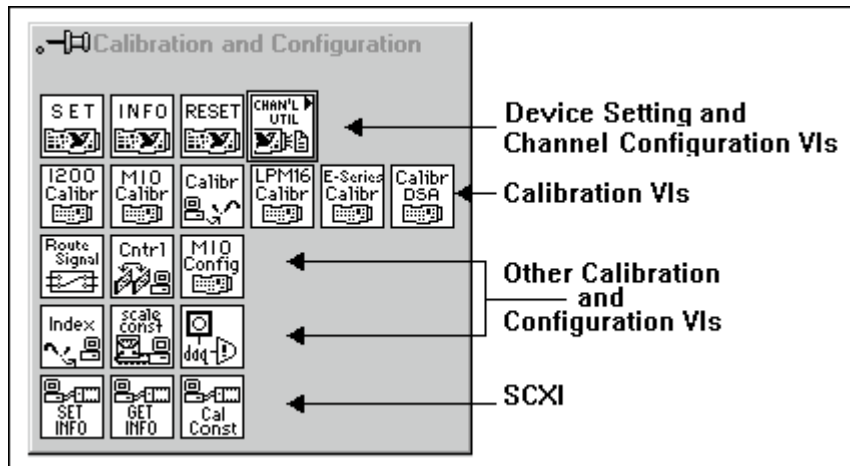 Calibration and Configuration
SET
INFO
RESET
CHAN'L
UTIL
Device Setting and
Channel Configuration VIs
1200
Calibr
MIO
Calibr
Calibr
LPM16
Calibr
E-Series
Calibr
Calibr
DSA
Calibration VIs
Route
Signal
Cntrl
MIO
Config
Other Calibration
and
Configuration VIs
Index
scale
const
daq
SET
INFO
GET
INFO
Cal
Const
SCXI